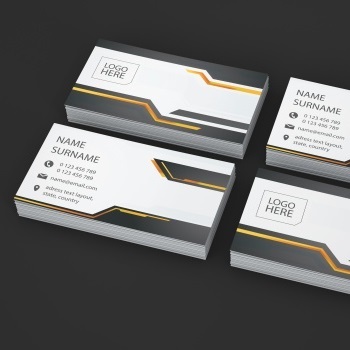 LOGO
HERE
NAME
SURNAME
0 123 456 789
0 123 456 789
Name@email.com
address text layout,
state, country
NAME
SURNAME
0 123 456 789
0 123 456 789
Name@email.com
address text layout,
state, country
LOGO
HERE